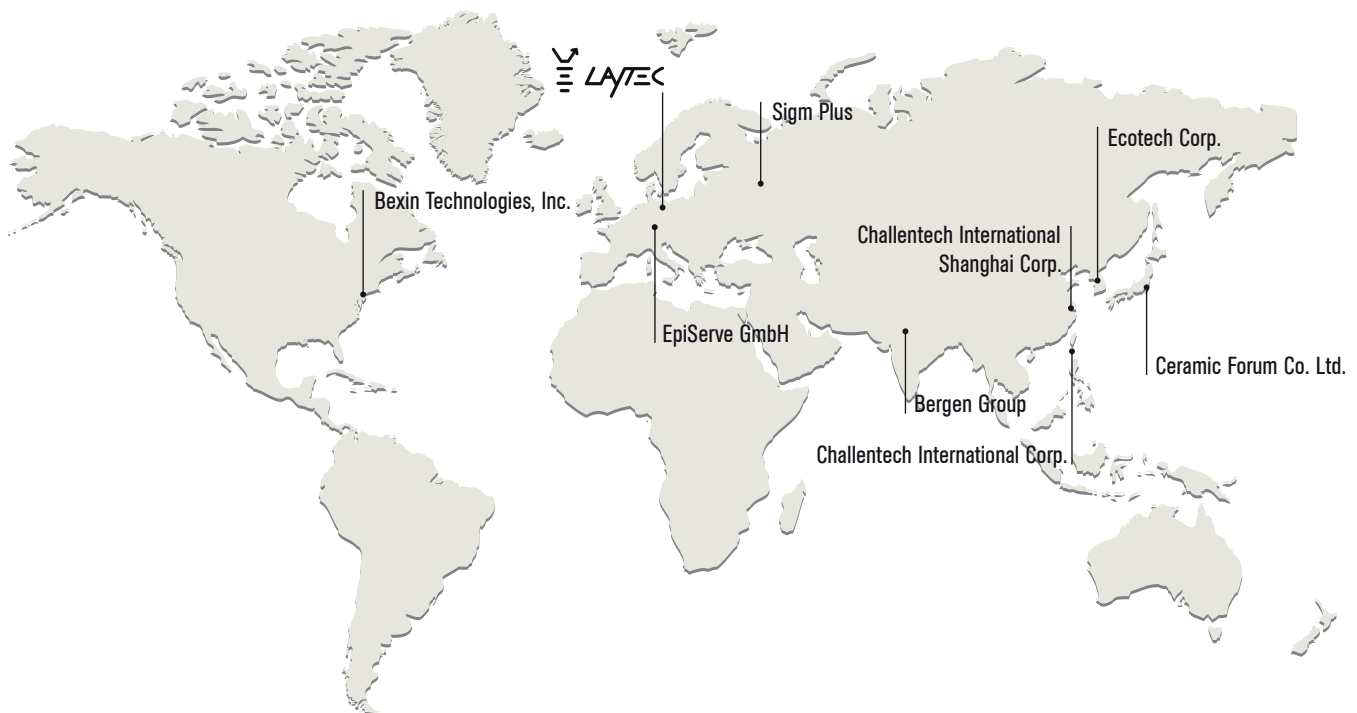 LAYTEC
Sigm Plus
Ecotech Corp.
Bexin Technologies, Inc.
Challentech International
Shanghai Corp.
EpiServe GmbH
Ceramic Forum Co. Ltd.
Bergen Group
Challentech International Corp.